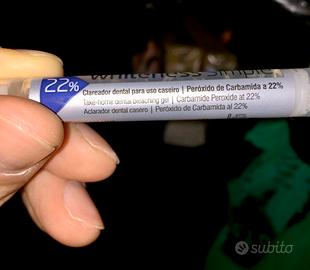 Whiteness Simple
22%
Clareador dental para uso caseiro | Peróxido de Carbamida a 22%
Take-home dental bleaching gel | Carbamide Peroxide at 22%
Aclarador dental casero | Peróxido de Carbamida al 22%
subito